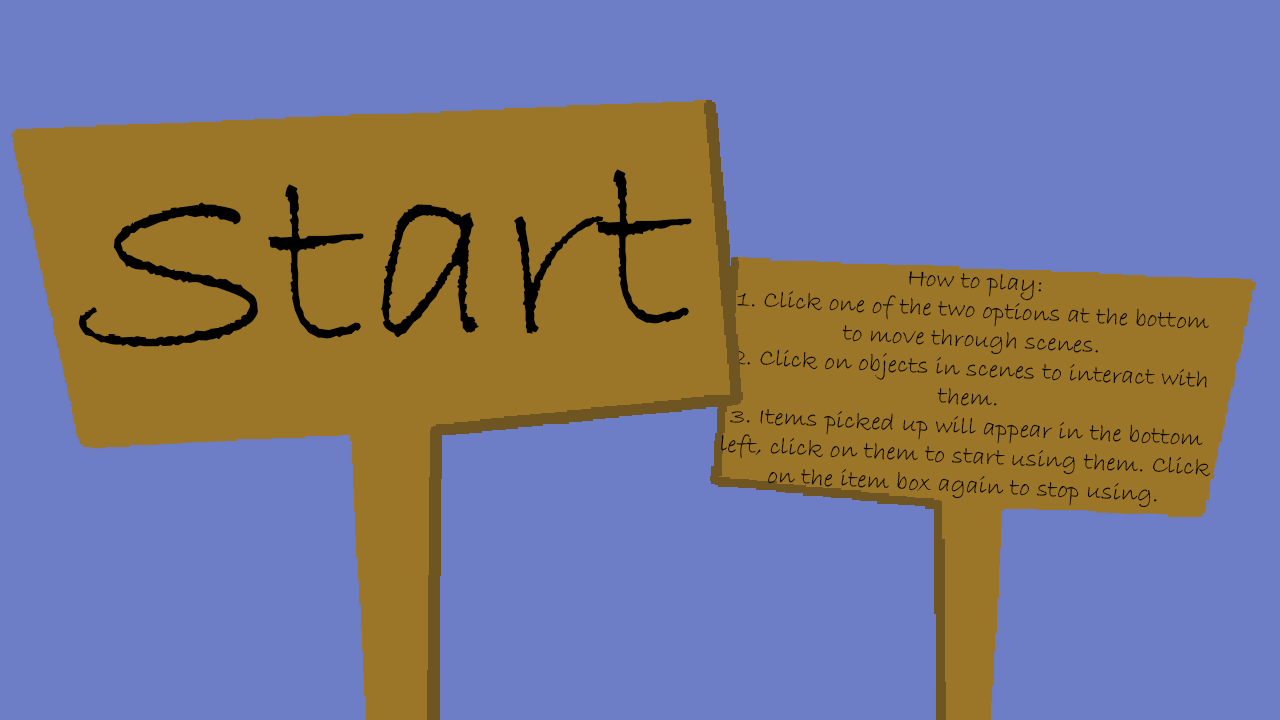 Start
How to play:
1. Click one of the two options at the bottom
to move through scenes.
2. Click on objects in scenes to interact with
them.
3. Items picked up will appear in the bottom
left, click on them to start using them. Click
on the item box again to stop using.